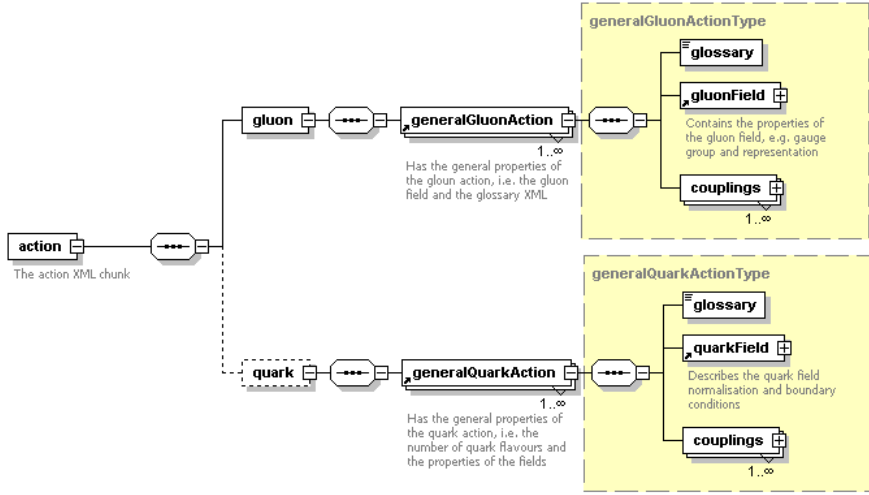 generalGluonActionType
glossary
gluonField
Contains the properties of
the gluon field, e.g. gauge
group and representation
couplings
1..∞
gluon
generalGluonAction
1..∞
Has the general properties of
the gloun action, i.e. the gluon
field and the glossary XML
action
The action XML chunk
generalQuarkActionType
glossary
quarkField
Describes the quark field
normalisation and boundary
conditions
couplings
1..∞
quark
generalQuarkAction
1..∞
Has the general properties of
the quark action, i.e. the
number of quark flavours and
the properties of the fields